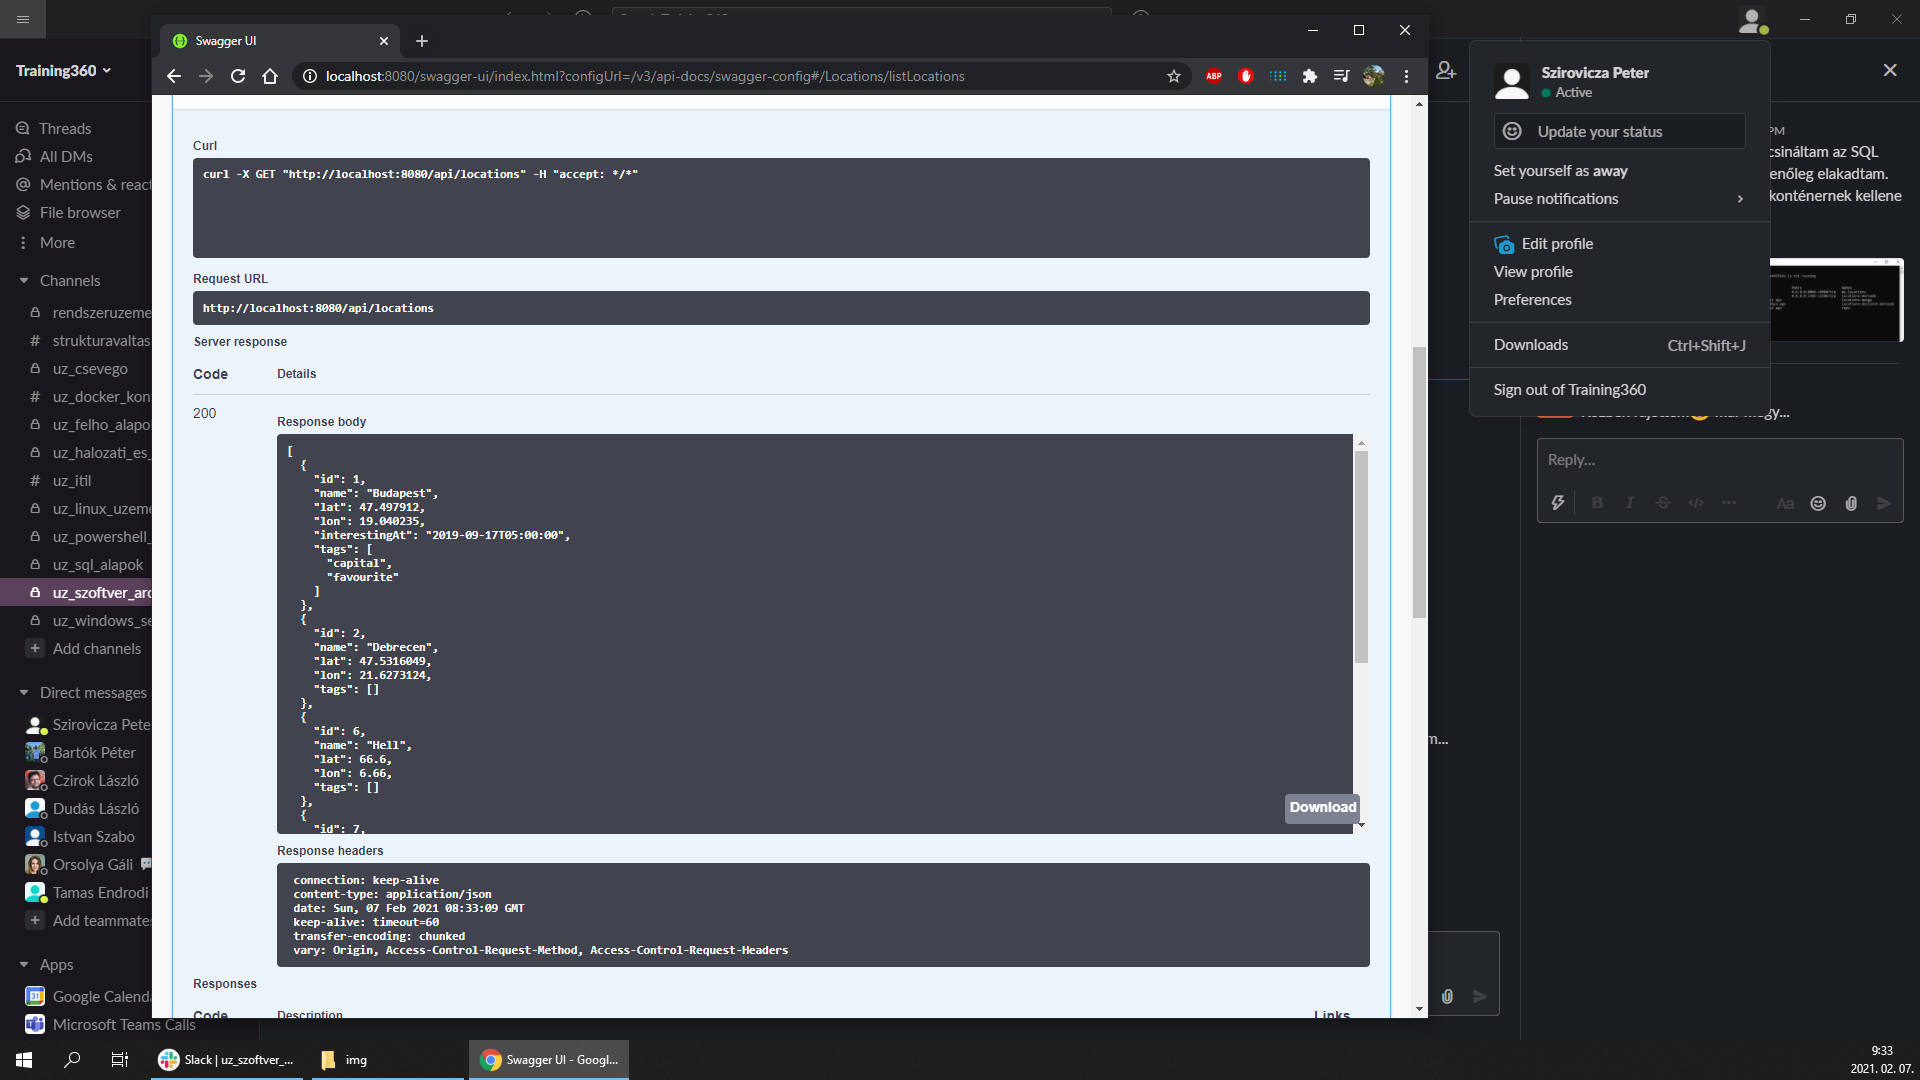 Swagger UI
localhost:8080/swagger-ui/index.html?configUrl=/v3/api-docs/swagger-config#/Locations/listLocations
ABP
Training360
Threads
All DMs
Mentions & react
File browser
More
Channels
rendszeruzeme
strukturavaltas
uz_csevego
uz_docker_kon
uz_felho_alapo
uz_halozati_es_
uz_itil
uz_linux_uzeme
uz_powershell_
uz_sql_alapok
uz_szoftver_arc
uz_windows_se
Add channels
Direct messages
Szirovicza Pete
Bartók Péter
Czirok László
Dudás László
Istvan Szabo
Orsolya Gáli
Tamas Endrodi
Add teammates
Apps
Google Calenda
Microsoft Teams Calls
Curl
curl -X GET "http://localhost:8080/api/locations" -H "accept: */*"
Request URL
http://localhost:8080/api/locations
Server response
Code Details
200
Response body
[
{
"id": 1,
"name": "Budapest",
"lat": 47.497912,
"lon": 19.040235,
"interestingAt": "2019-09-17T05:00:00",
"tags": [
"capital",
"favourite"
]
},
{
"id": 2,
"name": "Debrecen",
"lat": 47.5316049,
"lon": 21.6273124,
"tags": []
},
{
"id": 6,
"name": "Hell",
"lat": 66.6,
"lon": 6.66,
"tags": []
},
{
"id": 7,
Download
Response headers
connection: keep-alive
content-type: application/json
date: Sun, 07 Feb 2021 08:33:09 GMT
keep-alive: timeout=60
transfer-encoding: chunked
vary: Origin, Access-Control-Request-Method, Access-Control-Request-Headers
Responses
Code Description Links
Szirovicza Peter
Active
Update your status
Set yourself as away
Pause notifications
Edit profile
View profile
Preferences
Downloads Ctrl+Shift+J
Sign out of Training360
PM
csináltam az SQL
enőleg elakadtam.
konténernek kellene
Reply...
B I S </> ... Aa
m...
Slack | uz_szoftver_...
img
Swagger UI - Googl...
9:33
2021. 02. 07.